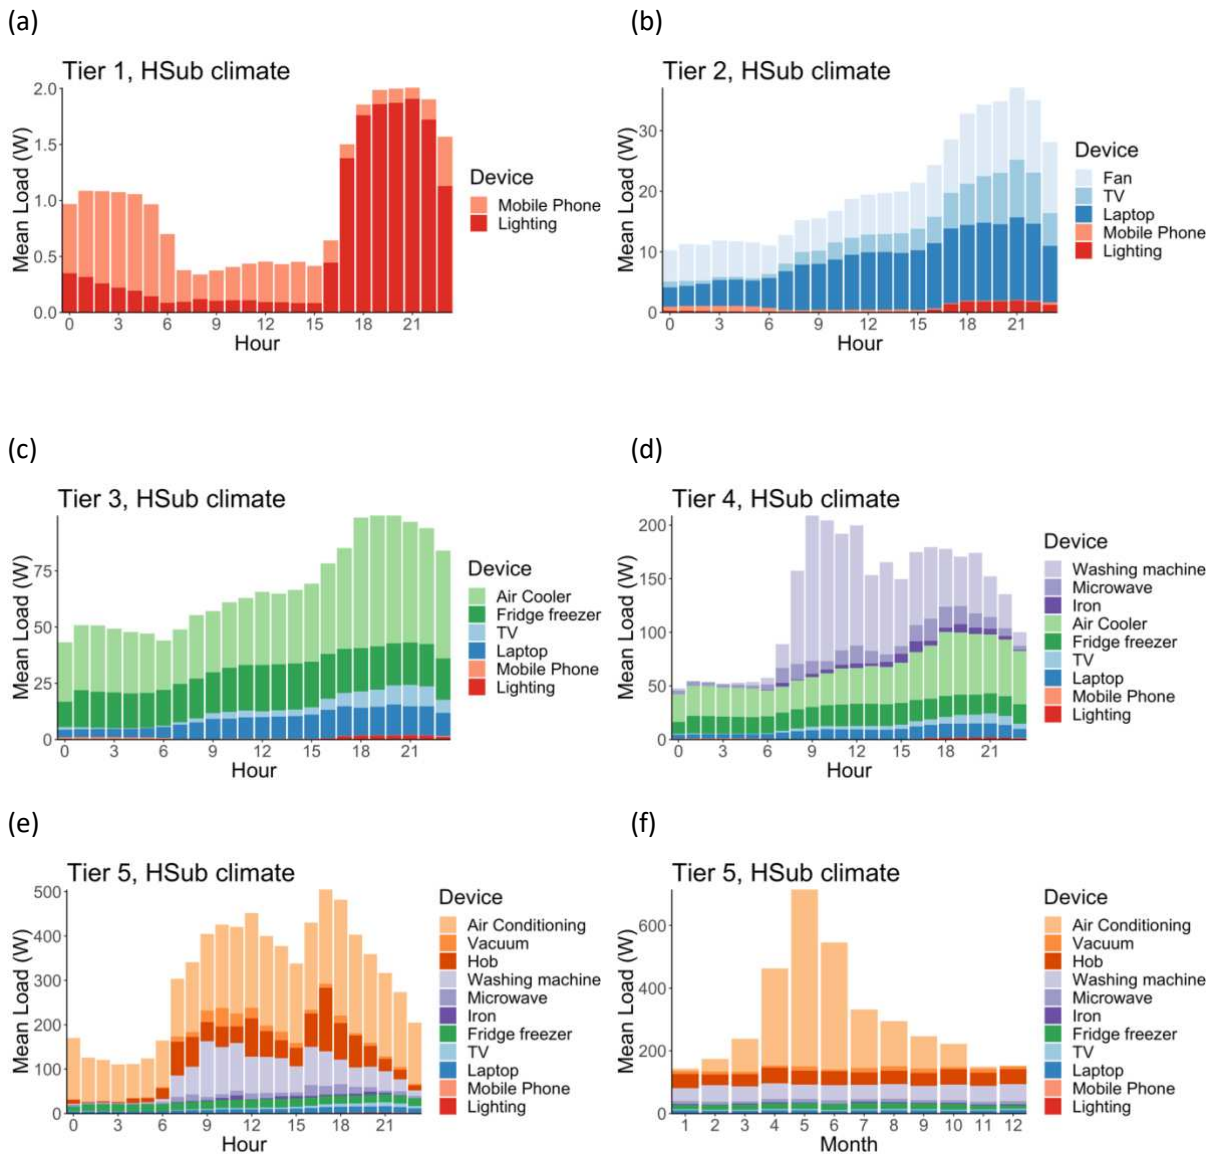 (a)
(b)
Tier 1, HSub climate
Tier 2, HSub climate
Mean Load (W)
2.0
1.5
1.0
0.5
0.0
0 3 6 9 12 15 18 21
Hour
Device
Mobile Phone
Lighting
Mean Load (W)
30
20
10
0
0 3 6 9 12 15 18 21
Hour
Device
Fan
TV
Laptop
Mobile Phone
Lighting
(c)
(d)
Tier 3, HSub climate
Tier 4, HSub climate
Mean Load (W)
75
50
25
0
0 3 6 9 12 15 18 21
Hour
Device
Air Cooler
Fridge freezer
TV
Laptop
Mobile Phone
Lighting
Mean Load (W)
200
150
100
50
0
0 3 6 9 12 15 18 21
Hour
Device
Washing machine
Microwave
Iron
Air Cooler
Fridge freezer
TV
Laptop
Mobile Phone
Lighting
(e)
(f)
Tier 5, HSub climate
Tier 5, HSub climate
Mean Load (W)
500
400
300
200
100
0
0 3 6 9 12 15 18 21
Hour
Device
Air Conditioning
Vacuum
Hob
Washing machine
Microwave
Iron
Fridge freezer
TV
Laptop
Mobile Phone
Lighting
Mean Load (W)
600
400
200
0
1 2 3 4 5 6 7 8 9 10 11 12
Month
Device
Air Conditioning
Vacuum
Hob
Washing machine
Microwave
Iron
Fridge freezer
TV
Laptop
Mobile Phone
Lighting